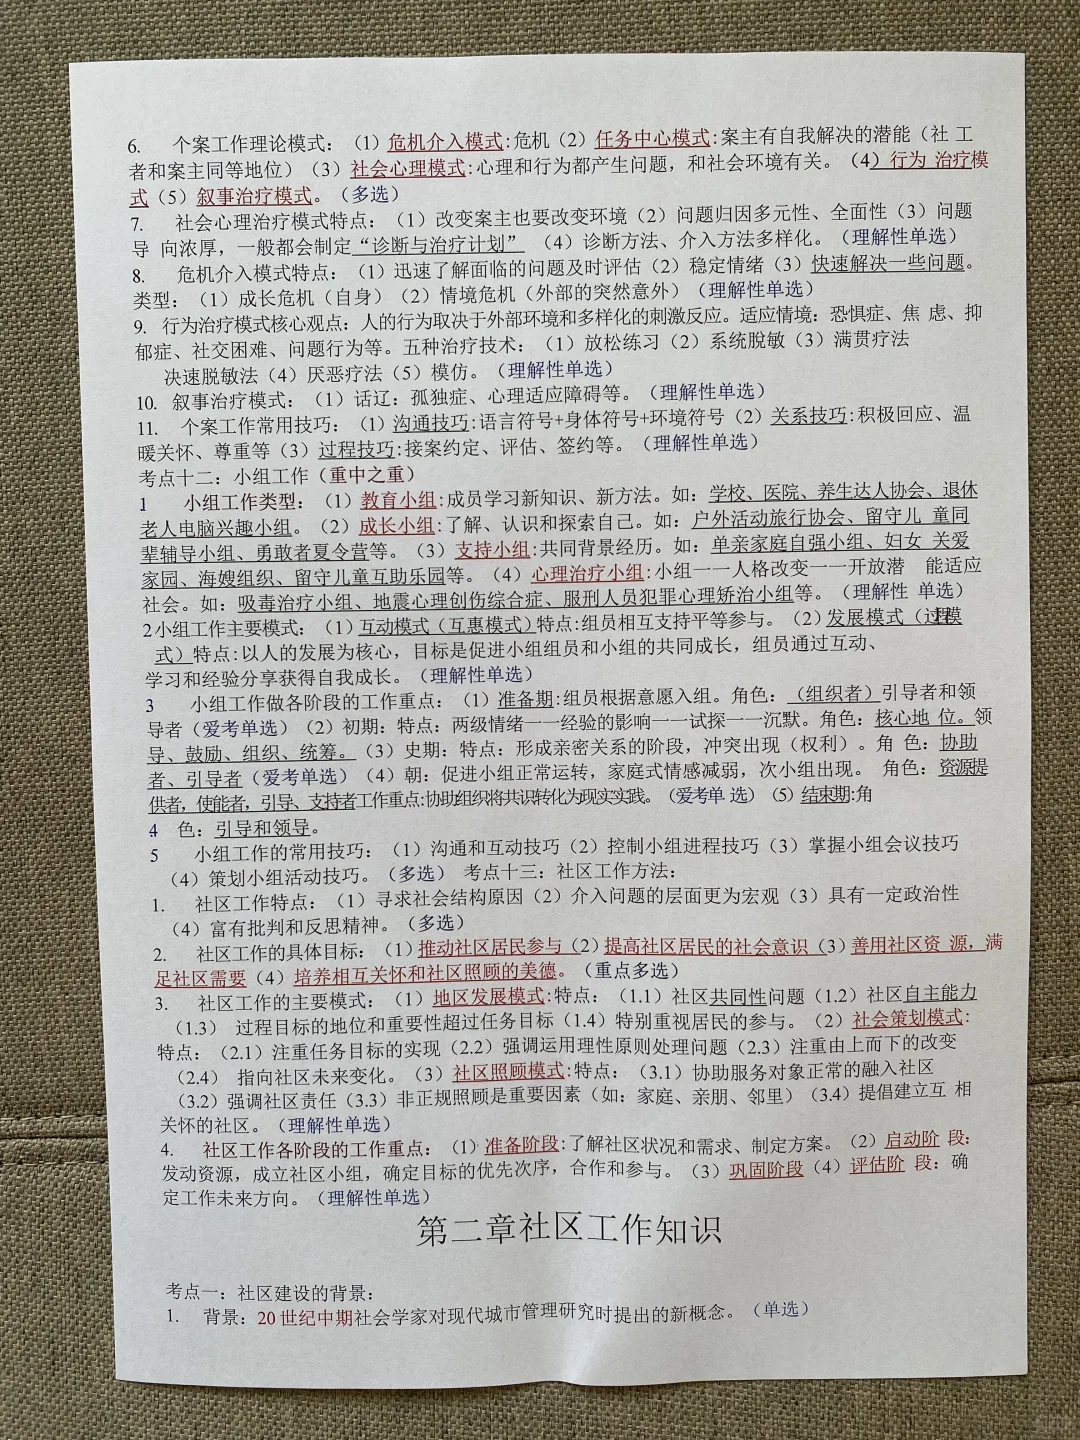 6. 个案工作理论模式：（1）危机介入模式:危机（2）任务中心模式:案主有自我解决的潜能（社 工
者和案主同等地位）（3）社会心理模式:心理和行为都产生问题，和社会环境有关。（4）行为 治疗模
式（5）叙事治疗模式。（多选）
7. 社会心理治疗模式特点：（1）改变案主也要改变环境（2）问题归因多元性、全面性（3）问题
导 向浓厚，一般都会制定“诊断与治疗计划” （4）诊断方法、介入方法多样化。（理解性单选）
8. 危机介入模式特点：（1）迅速了解面临的问题及时评估（2）稳定情绪（3）快速解决一些问题。
类型：（1）成长危机（自身）（2）情境危机（外部的突然意外）（理解性单选）
9. 行为治疗模式核心观点：人的行为取决于外部环境和多样化的刺激反应。适应情境：恐惧症、焦 虑、抑
郁症、社交困难、问题行为等。五种治疗技术：（1）放松练习（2）系统脱敏（3）满贯疗法
决速脱敏法（4）厌恶疗法（5）模仿。（理解性单选）
10. 叙事治疗模式：（1）话辽：孤独症、心理适应障碍等。（理解性单选）
11. 个案工作常用技巧：（1）沟通技巧:语言符号+身体符号+环境符号（2）关系技巧:积极回应、温
暖关怀、尊重等（3）过程技巧:接案约定、评估、签约等。（理解性单选）
考点十二：小组工作（重中之重）
1 小组工作类型：（1）教育小组:成员学习新知识、新方法。如：学校、医院、养生达人协会、退休
老人电脑兴趣小组。（2）成长小组:了解、认识和探索自己。如：户外活动旅行协会、留守儿 童同
辈辅导小组、勇敢者夏令营等。（3）支持小组:共同背景经历。如：单亲家庭自强小组、妇女 关爱
家园、海嫂组织、留守儿童互助乐园等。（4）心理治疗小组:小组一一人格改变一一开放潜 能适应
社会。如：吸毒治疗小组、地震心理创伤综合症、服刑人员犯罪心理矫治小组等。（理解性 单选）
2小组工作主要模式：（1）互动模式（互惠模式）特点:组员相互支持平等参与。（2）发展模式（过程模
式）特点:以人的发展为核心，目标是促进小组组员和小组的共同成长，组员通过互动、
学习和经验分享获得自我成长。（理解性单选）
3 小组工作做各阶段的工作重点：（1）准备期:组员根据意愿入组。角色：（组织者）引导者和领
导者（爱考单选）（2）初期：特点：两级情绪一一经验的影响一一试探一一沉默。角色：核心地 位。领
导、鼓励、组织、统筹。（3）史期：特点：形成亲密关系的阶段，冲突出现（权利）。角 色：协助
者、引导者（爱考单选）（4）朝：促进小组正常运转，家庭式情感减弱，次小组出现。 角色：资源提
供者，使能者，引导、支持者工作重点:协助组织将共识转化为现实实践。（爱考单 选）（5）结束期:角
4 色：引导和领导。
5 小组工作的常用技巧：（1）沟通和互动技巧（2）控制小组进程技巧（3）掌握小组会议技巧
（4）策划小组活动技巧。（多选） 考点十三：社区工作方法：
1. 社区工作特点：（1）寻求社会结构原因（2）介入问题的层面更为宏观（3）具有一定政治性
（4）富有批判和反思精神。（多选）
2. 社区工作的具体目标：（1）推动社区居民参与（2）提高社区居民的社会意识（3）善用社区资 源，满
足社区需要（4）培养相互关怀和社区照顾的美德。（重点多选）
3. 社区工作的主要模式：（1）地区发展模式:特点：（1.1）社区共同性问题（1.2）社区自主能力
（1.3） 过程目标的地位和重要性超过任务目标（1.4）特别重视居民的参与。（2）社会策划模式:
特点：（2.1）注重任务目标的实现（2.2）强调运用理性原则处理问题（2.3）注重由上而下的改变
（2.4） 指向社区未来变化。（3）社区照顾模式:特点：（3.1）协助服务对象正常的融入社区
（3.2）强调社区责任（3.3）非正规照顾是重要因素（如：家庭、亲朋、邻里）（3.4）提倡建立互 相
关怀的社区。（理解性单选）
4. 社区工作各阶段的工作重点：（1）准备阶段:了解社区状况和需求、制定方案。（2）启动阶 段:
发动资源，成立社区小组，确定目标的优先次序，合作和参与。（3）巩固阶段（4）评估阶 段：确
定工作未来方向。（理解性单选）
第二章社区工作知识
考点一：社区建设的背景：
1. 背景：20世纪中期社会学家对现代城市管理研究时提出的新概念。（单选）